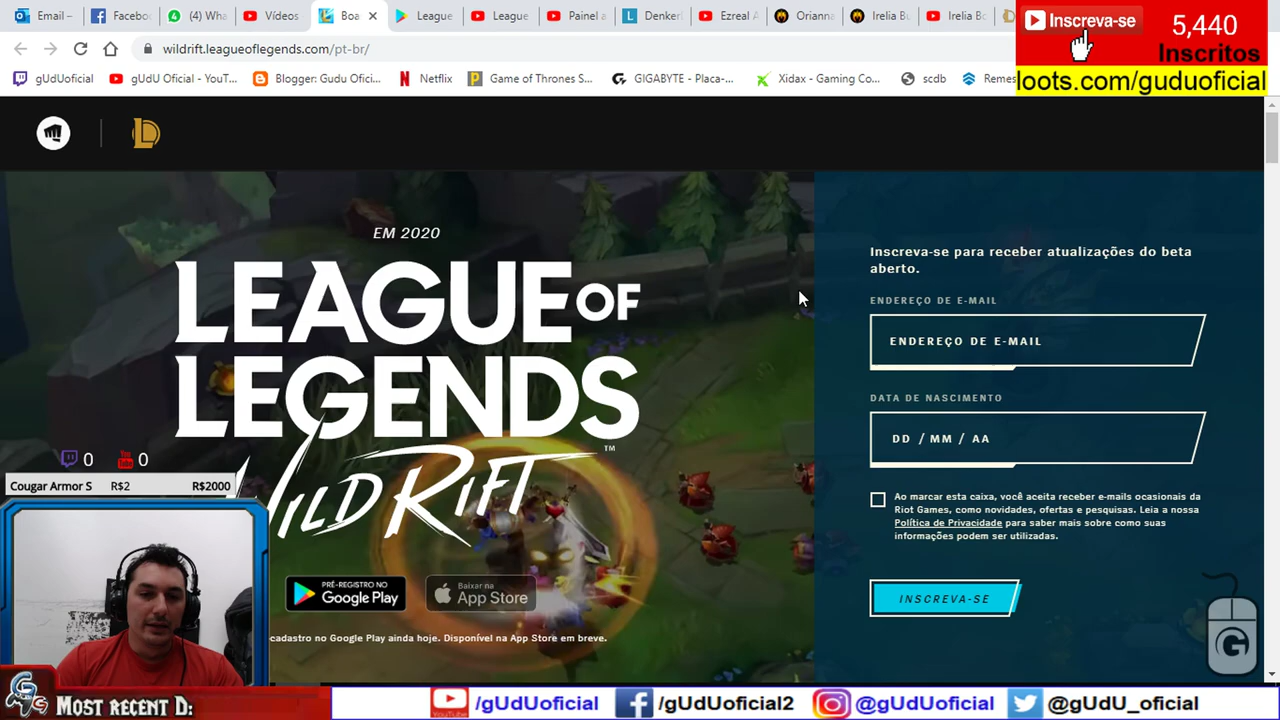 Email –
Facebo
(4) Wha
Vídeos
Boa
League
League
Painel a
Denker
Ezreal A
Orianna
Irelia Bu
Irelia Bo
wildrift.leagueoflegends.com/pt-br/
gUdUoficial
gUdU Oficial - YouT...
Blogger: Gudu Ofici...
Netflix
Game of Thrones S...
GIGABYTE - Placa-...
Xidax - Gaming Co...
scdb
Remes
Inscreva-se
5,440
Inscritos
loots.com/guduoficial
EM 2020
LEAGUE OF
LEGENDS
WILD RIFT
TM
PRÉ-REGISTRO NO
Google Play
Baixar na
App Store
cadastro no Google Play ainda hoje. Disponível na App Store em breve.
Inscreva-se para receber atualizações do beta
aberto.
ENDEREÇO DE E-MAIL
ENDEREÇO DE E-MAIL
DATA DE NASCIMENTO
DD / MM / AA
Ao marcar esta caixa, você aceita receber e-mails ocasionais da
Riot Games, como novidades, ofertas e pesquisas. Leia a nossa
Política de Privacidade para saber mais sobre como suas
informações podem ser utilizadas.
INSCREVA-SE
0
0
Cougar Armor S R$2 R$2000
MOST RECENT D:
/gUdUoficial
/gUdUoficial2
@gUdUoficial
@gUdU_oficial